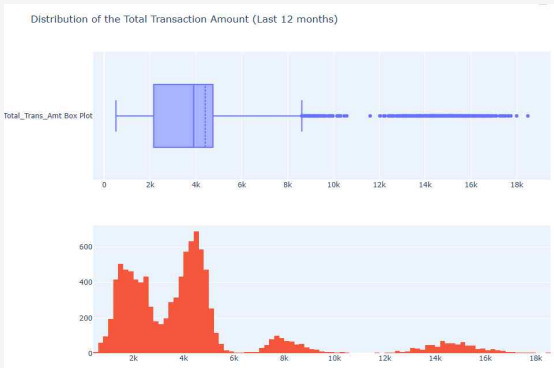 Distribution of the Total Transaction Amount (Last 12 months)
Total_Trans_Amt Box Plot
0 2k 4k 6k 8k 10k 12k 14k 16k 18k
600
400
200
0
2k 4k 6k 8k 10k 12k 14k 16k 18k